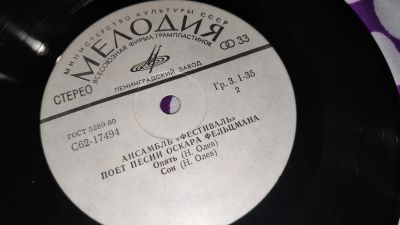 МИНИСТЕРСТВО КУЛЬТУРЫ СССР
МЕЛОДИЯ
ВСЕСОЮЗНАЯ ФИРМА ГРАМПЛАСТИНОК
33
СТЕРЕО
ЛЕНИНГРАДСКИЙ ЗАВОД
ГОСТ 5289-80
С62-17494
Гр. 3. 1-35
2
АНСАМБЛЬ «ФЕСТИВАЛЬ»
ПОЕТ ПЕСНИ ОСКАРА ФЕЛЬЦМАНА
Опять (Н. Олев)
Сон (Н. Олев)